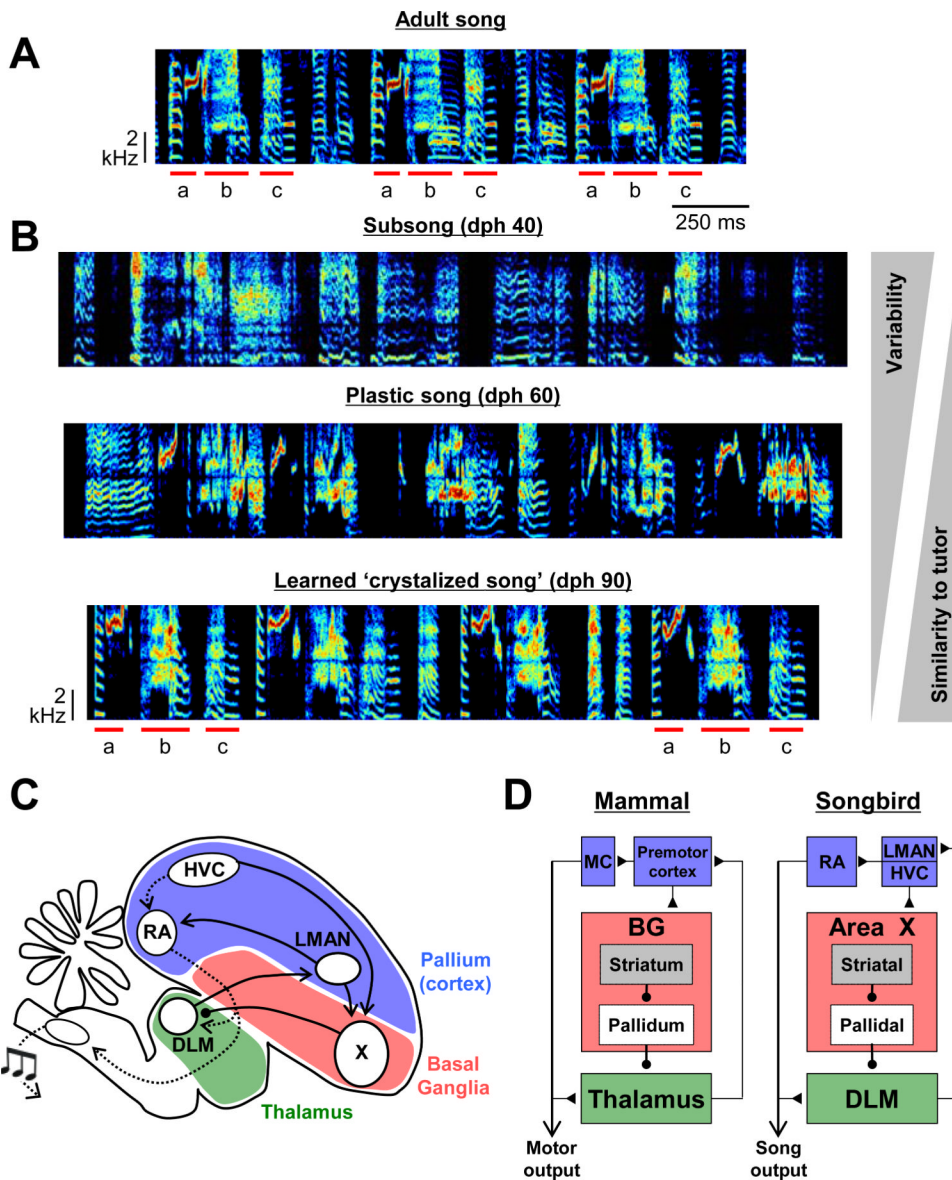 Adult song
A
2
kHz
a b c a b c a b c
250 ms
B
Subsong (dph 40)
Variability
Plastic song (dph 60)
Similarity to tutor
Learned ‘crystalized song’ (dph 90)
2
kHz
a b c a b c
C
HVC
RA
LMAN
Pallium
(cortex)
DLM
X
Basal
Ganglia
Thalamus
D
Mammal
MC
Premotor
cortex
BG
Striatum
Pallidum
Thalamus
Motor
output
Songbird
RA
LMAN
HVC
Area X
Striatal
Pallidal
DLM
Song
output